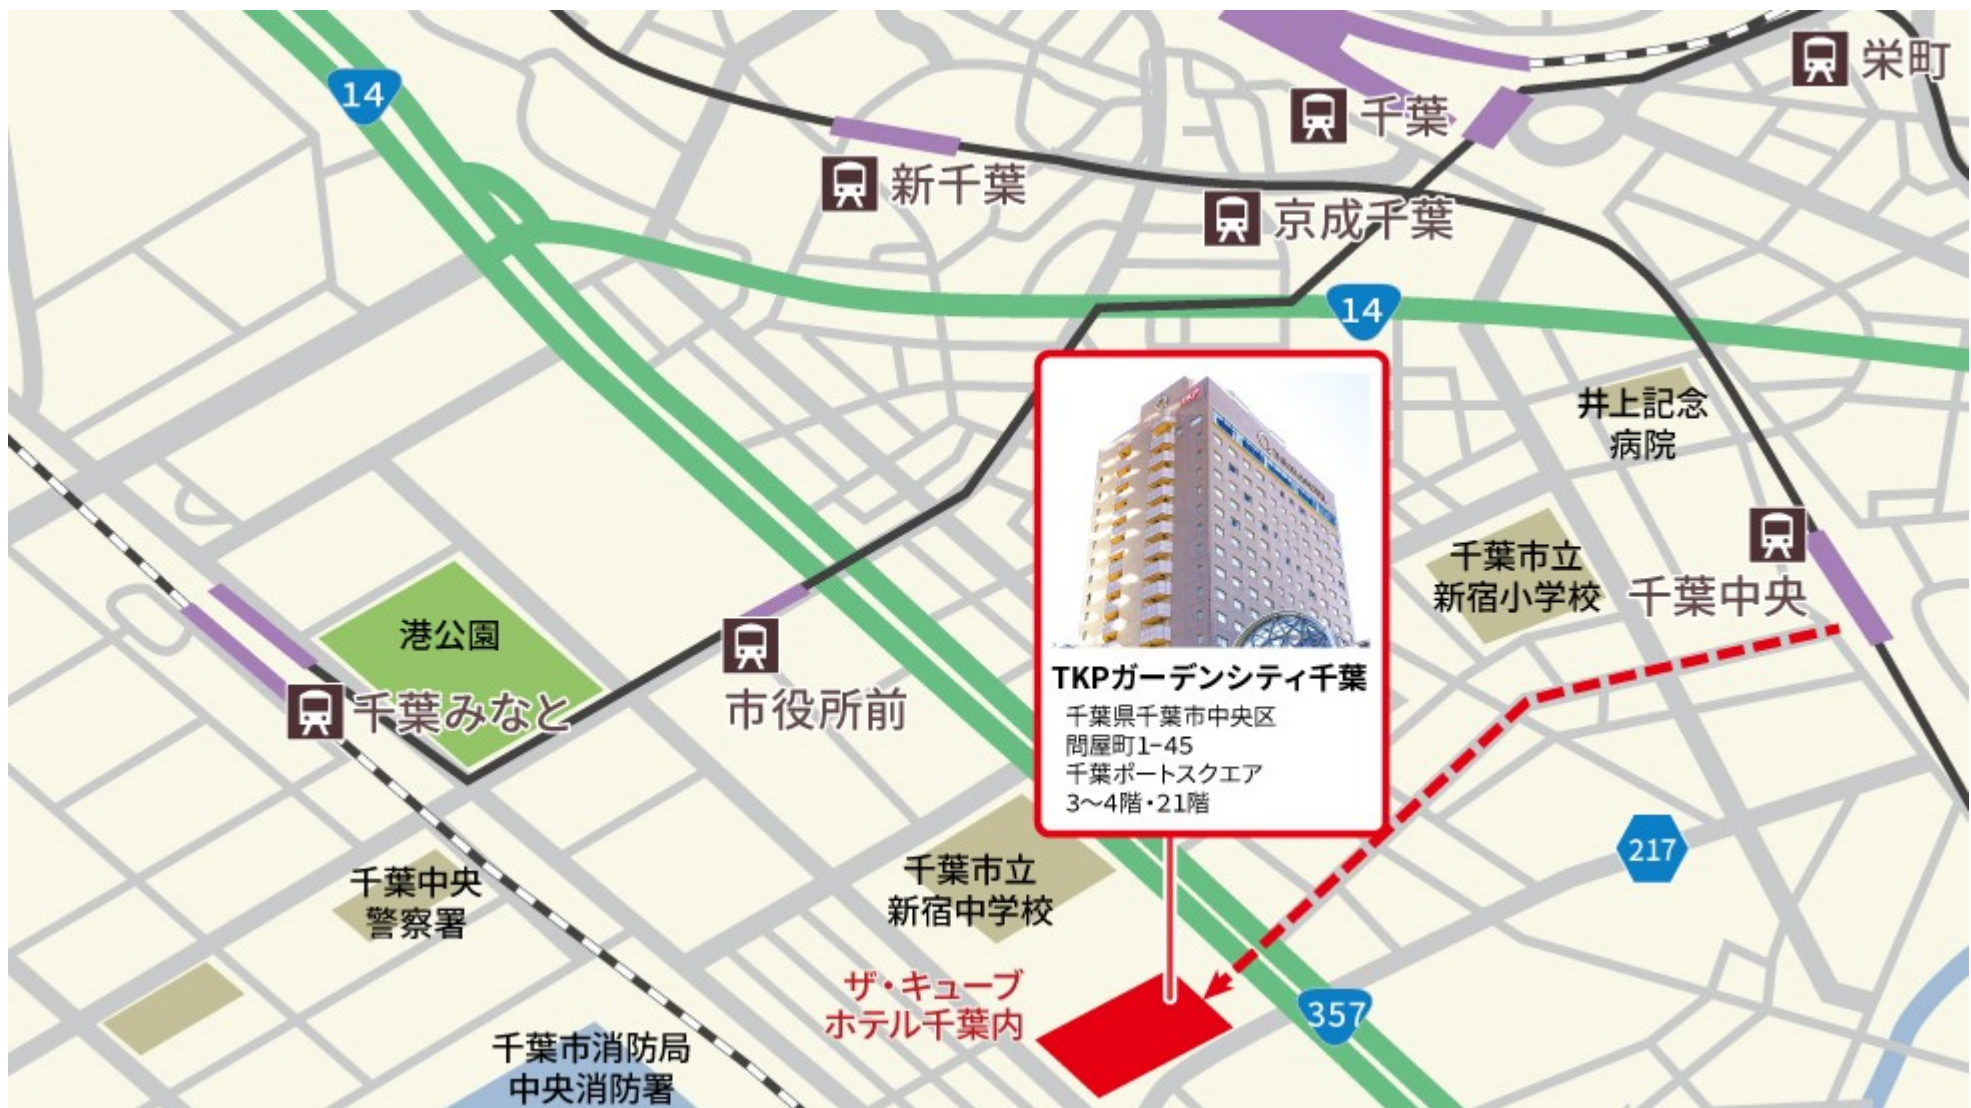 14
栄町
千葉
新千葉
京成千葉
14
井上記念
病院
千葉市立
新宿小学校
千葉中央
TKP
港公園
千葉みなと
市役所前
TKPガーデンシティ千葉
千葉県千葉市中央区
問屋町1-45
千葉ポートスクエア
3〜4階・21階
217
千葉中央
警察署
千葉市立
新宿中学校
ザ・キューブ
ホテル千葉内
357
千葉市消防局
中央消防署